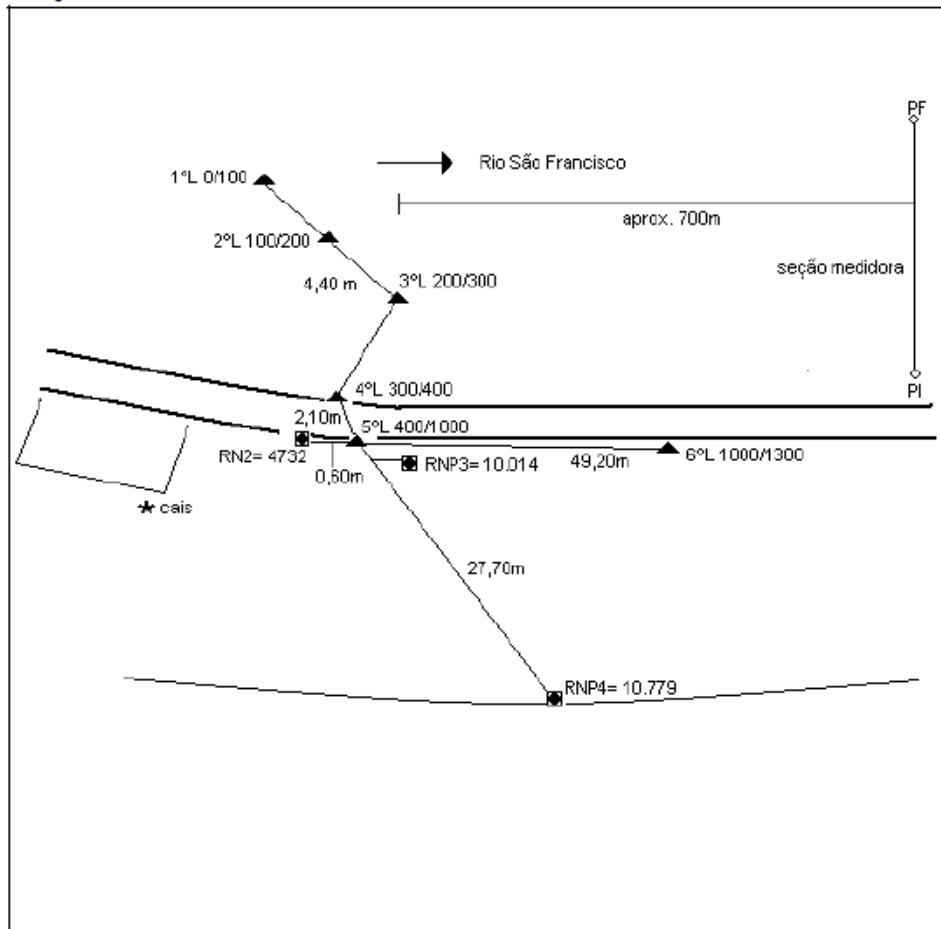 PF
Rio São Francisco
1°L 0/100
aprox. 700m
2°L 100/200
seção medidora
4,40 m
3°L 200/300
PI
4°L 300/400
2,10m
5°L 400/1000
RN2= 4732
0,60m
RNP3= 10.014
49,20m
6°L 1000/1300
cais
27,70m
RNP4= 10.779